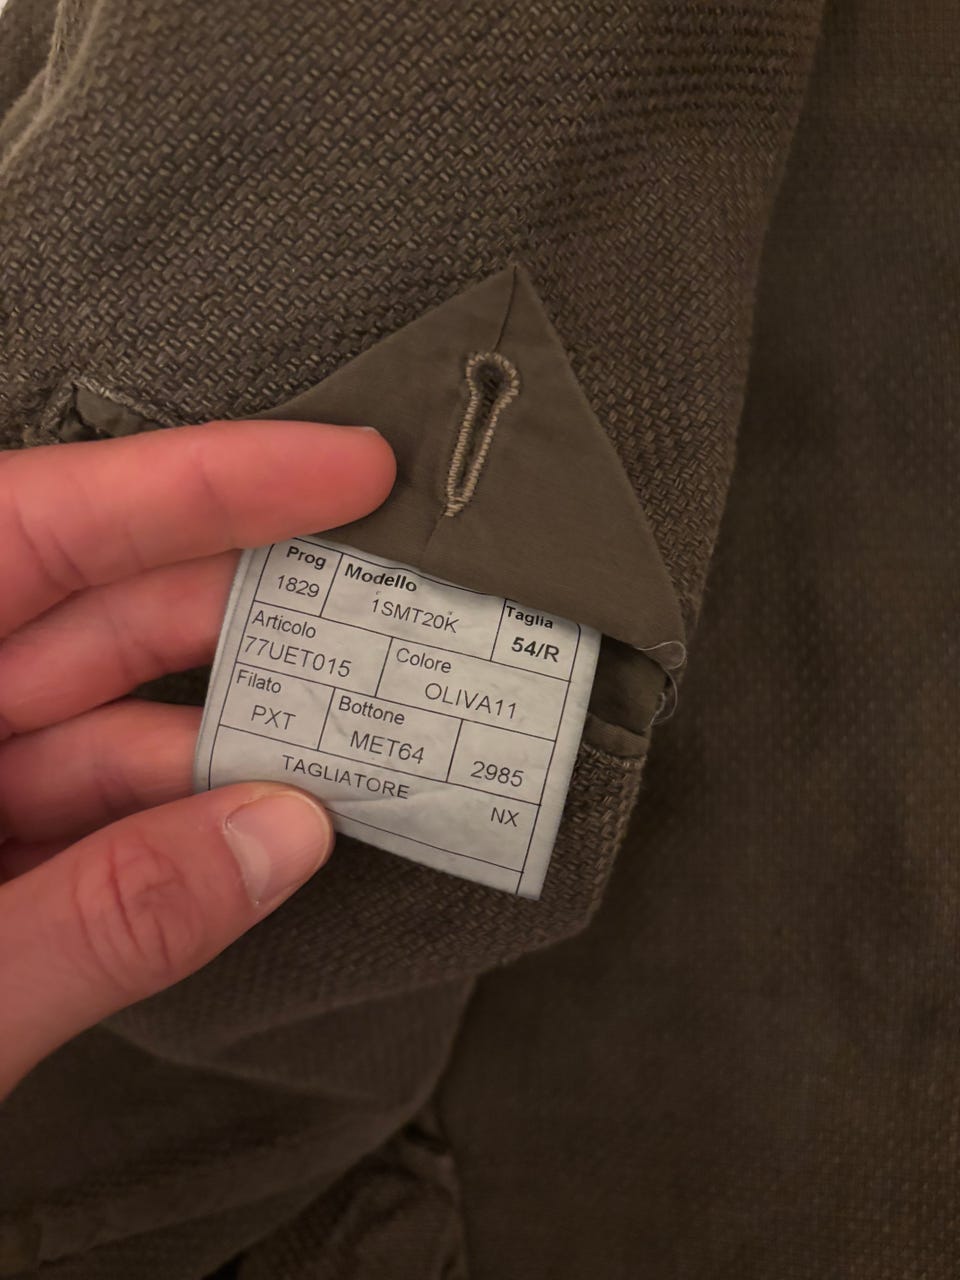 Prog Modello Taglia
1829 1SMT20K 54/R
Articolo Colore
77UET015 OLIVA11
Filato Bottone
PXT MET64 2985
TAGLIATORE NX